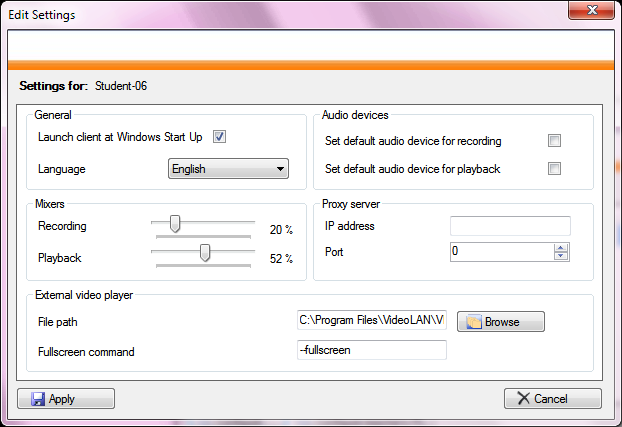 Edit Settings
Settings for: Student-06
General
Launch client at Windows Start Up
Language English
Audio devices
Set default audio device for recording
Set default audio device for playback
Mixers
Recording 20 %
Playback 52 %
Proxy server
IP address
Port 0
External video player
File path C:\Program Files\VideoLAN\V Browse
Fullscreen command --fullscreen
Apply Cancel